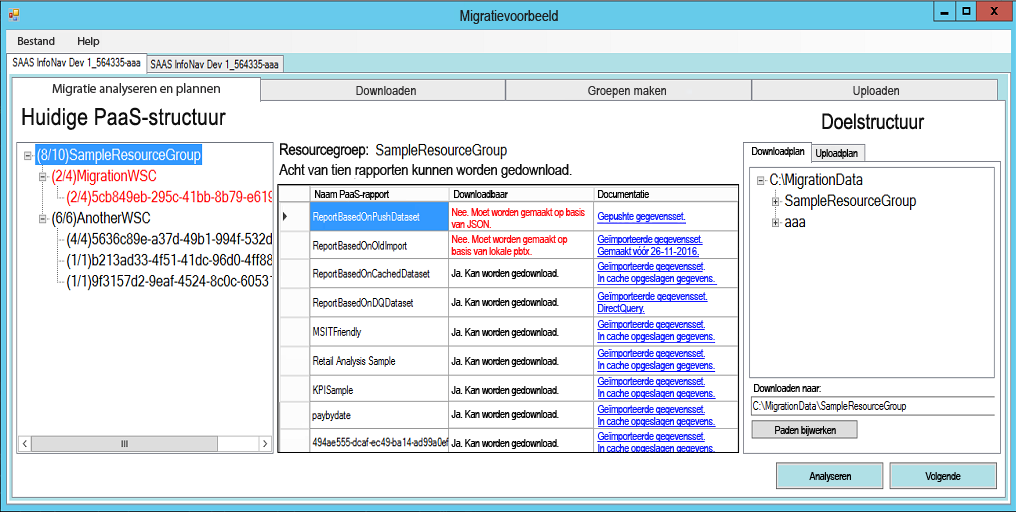 Migratievoorbeeld
X
Bestand Help
SAAS InfoNav Dev 1_564335-aaa SAAS InfoNav Dev 1_564335-aaa
Migratie analyseren en plannen Downloaden Groepen maken Uploaden
Huidige PaaS-structuur
(8/10)SampleResourceGroup
(2/4)MigrationWSC
(2/4)5cb849eb-295c-41bb-8b79-e619
(6/6)AnotherWSC
(4/4)5636c89e-a37d-49b1-994f-532d
(1/1)b213ad33-4f51-41dc-96d0-4ff88
(1/1)9f3157d2-9eaf-4524-8c0c-6053
Resourcegroep: SampleResourceGroup
Acht van tien rapporten kunnen worden gedownload.
Naam PaaS-rapport Downloadbaar Documentatie
ReportBasedOnPushDataset Nee. Moet worden gemaakt op basis van JSON. Gepushte gegevensset.
ReportBasedOnOldImport Nee. Moet worden gemaakt op basis van lokale pbtx. Geïmporteerde gegevensset. Gemaakt vóór 26-11-2016.
ReportBasedOnCachedDataset Ja. Kan worden gedownload. Geïmporteerde gegevensset. In cache opgeslagen gegevens.
ReportBasedOnDQDataset Ja. Kan worden gedownload. Geïmporteerde gegevensset. DirectQuery.
MSITFriendly Ja. Kan worden gedownload. Geïmporteerde gegevensset. In cache opgeslagen gegevens.
Retail Analysis Sample Ja. Kan worden gedownload. Geïmporteerde gegevensset. In cache opgeslagen gegevens.
KPISample Ja. Kan worden gedownload. Geïmporteerde gegevensset. In cache opgeslagen gegevens.
paybydate Ja. Kan worden gedownload. Geïmporteerde gegevensset. In cache opgeslagen gegevens.
494ae555-dcaf-ec49-ba14-ad99a0ef Ja. Kan worden gedownload. Geïmporteerde gegevensset. In cache opgeslagen gegevens.
Doelstructuur
Downloadplan Uploadplan
C:\MigrationData
SampleResourceGroup
aaa
Downloaden naar:
C:\MigrationData\SampleResourceGroup
Paden bijwerken
Analyseren Volgende